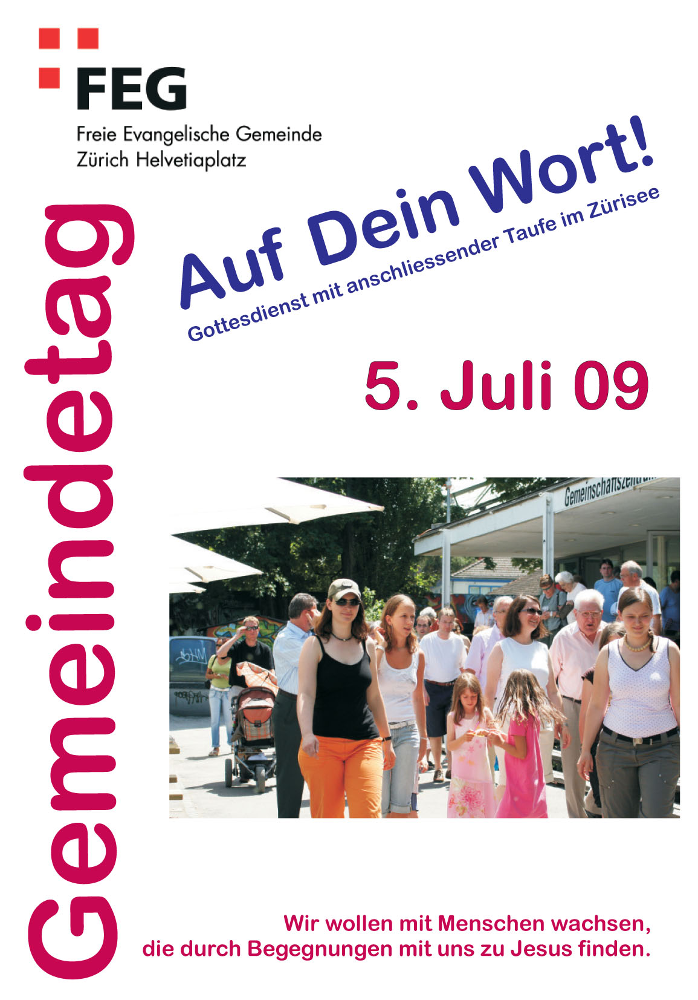 FEG
Freie Evangelische Gemeinde
Zürich Helvetiaplatz
Auf Dein Wort!
Gottesdienst mit anschliessender Taufe im Zürisee
5. Juli 09
Gemeindetag
Wir wollen mit Menschen wachsen,
die durch Begegnungen mit uns zu Jesus finden.